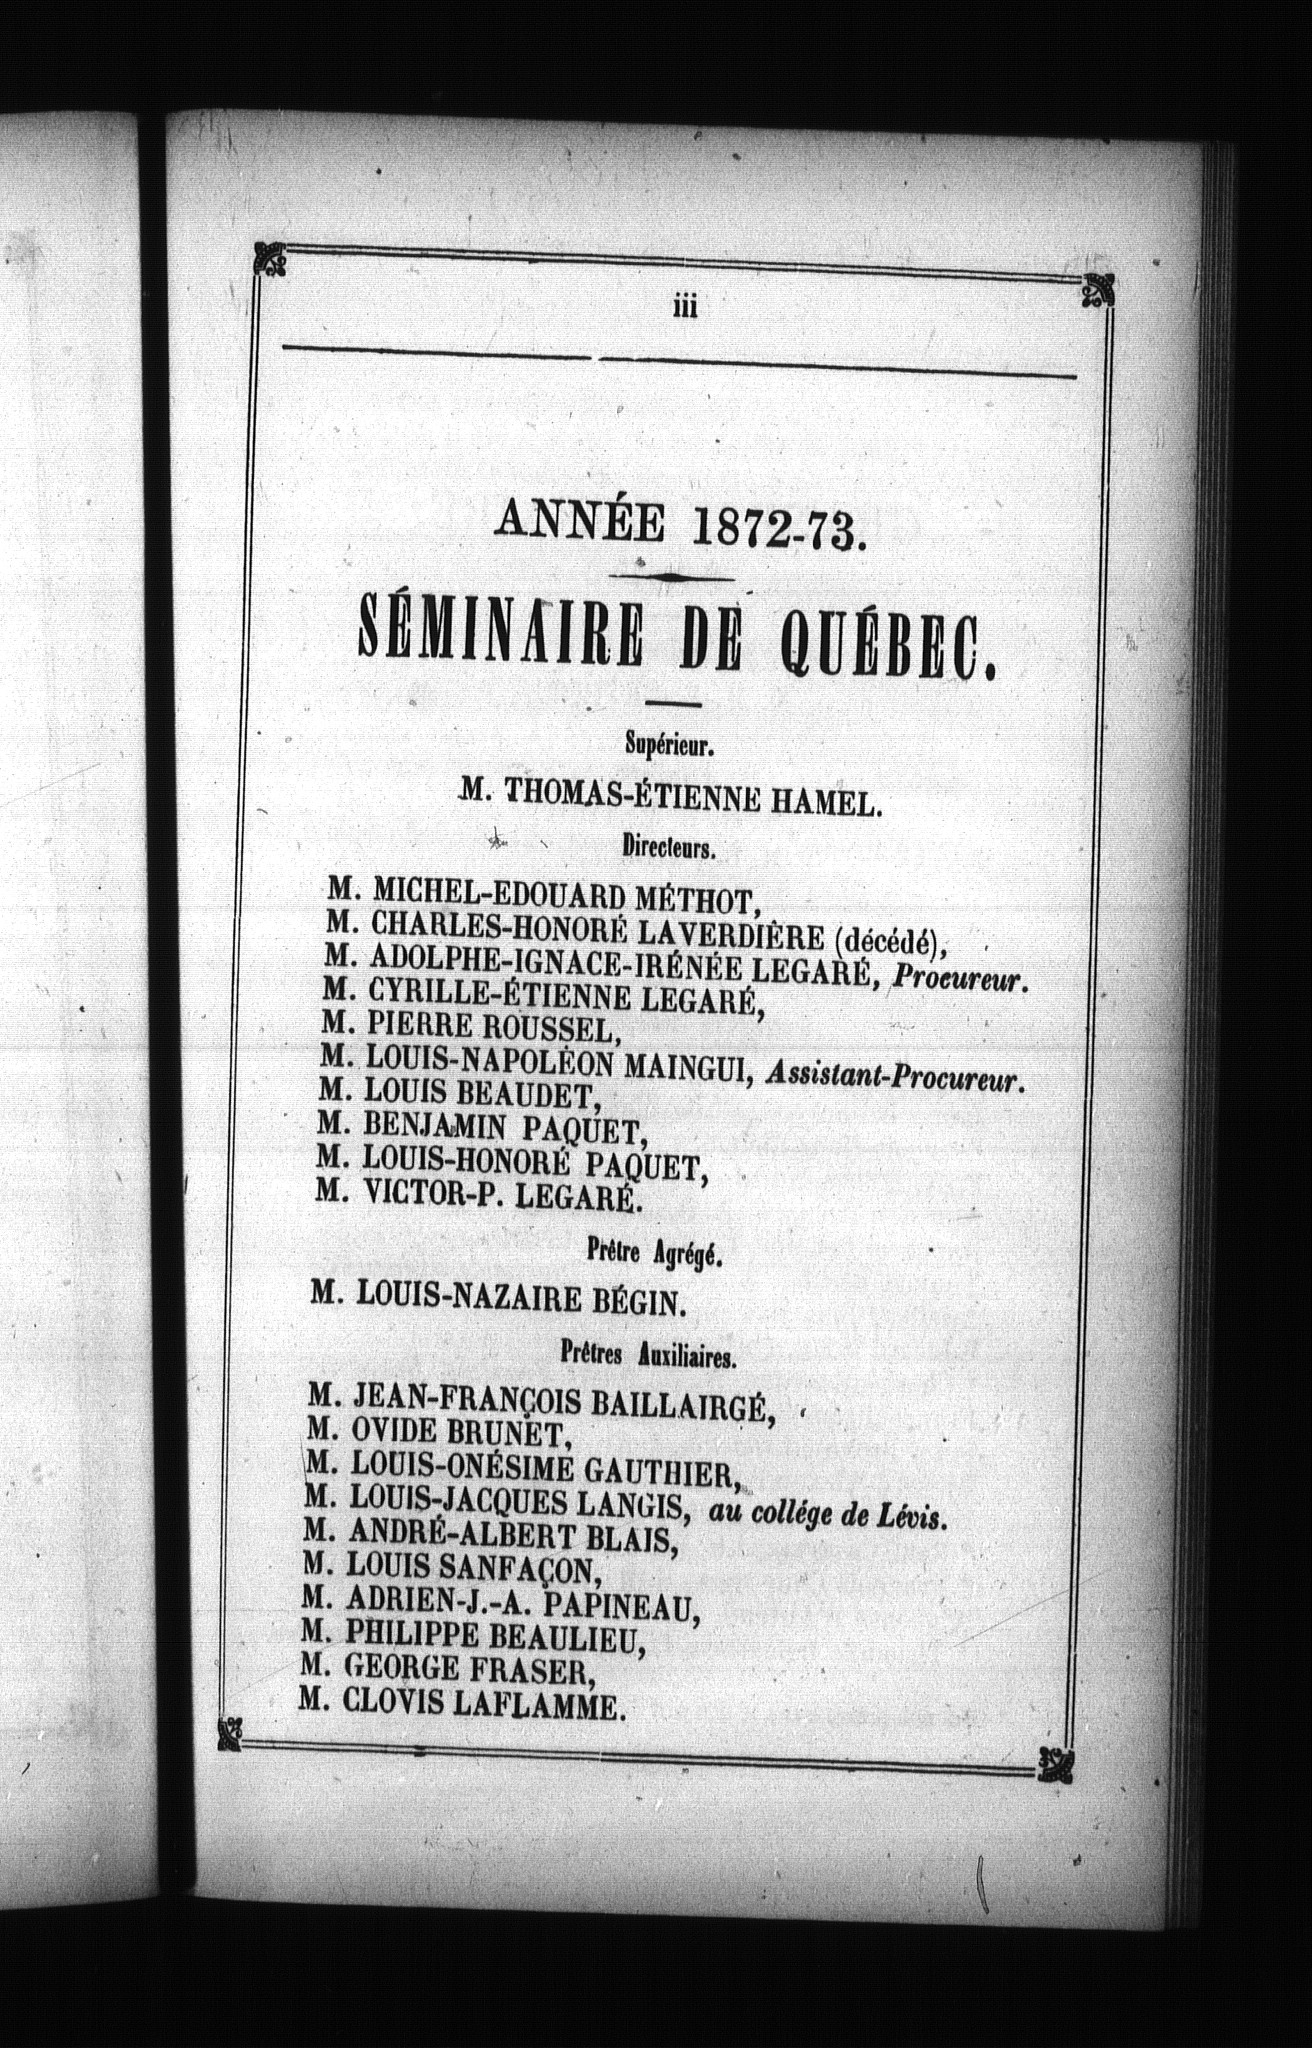 iii
ANNÉE 1872-73.
SÉMINAIRE DE QUÉBEC.
Supérieur.
M. THOMAS-ÉTIENNE HAMEL.
Directeurs.
M. MICHEL-EDOUARD MÉTHOT,
M. CHARLES-HONORÉ LAVERDIÈRE (décédé),
M. ADOLPHE-IGNACE-IRÉNÉE LEGARÉ, Procureur.
M. CYRILLE-ÉTIENNE LEGARÉ,
M. PIERRE ROUSSEL,
M. LOUIS-NAPOLÉON MAINGUI, Assistant-Procureur.
M. LOUIS BEAUDET,
M. BENJAMIN PAQUET,
M. LOUIS-HONORÉ PAQUET,
M. VICTOR-P. LEGARÉ.
Prêtre Agrégé.
M. LOUIS-NAZAIRE BÉGIN.
Prêtres Auxiliaires.
M. JEAN-FRANÇOIS BAILLAIRGÉ,
M. OVIDE BRUNET,
M. LOUIS-ONÉSIME GAUTHIER,
M. LOUIS-JACQUES LANGIS, au collége de Lévis.
M. ANDRÉ-ALBERT BLAIS,
M. LOUIS SANFAÇON,
M. ADRIEN-J.-A. PAPINEAU,
M. PHILIPPE BEAULIEU,
M. GEORGE FRASER,
M. CLOVIS LAFLAMME.